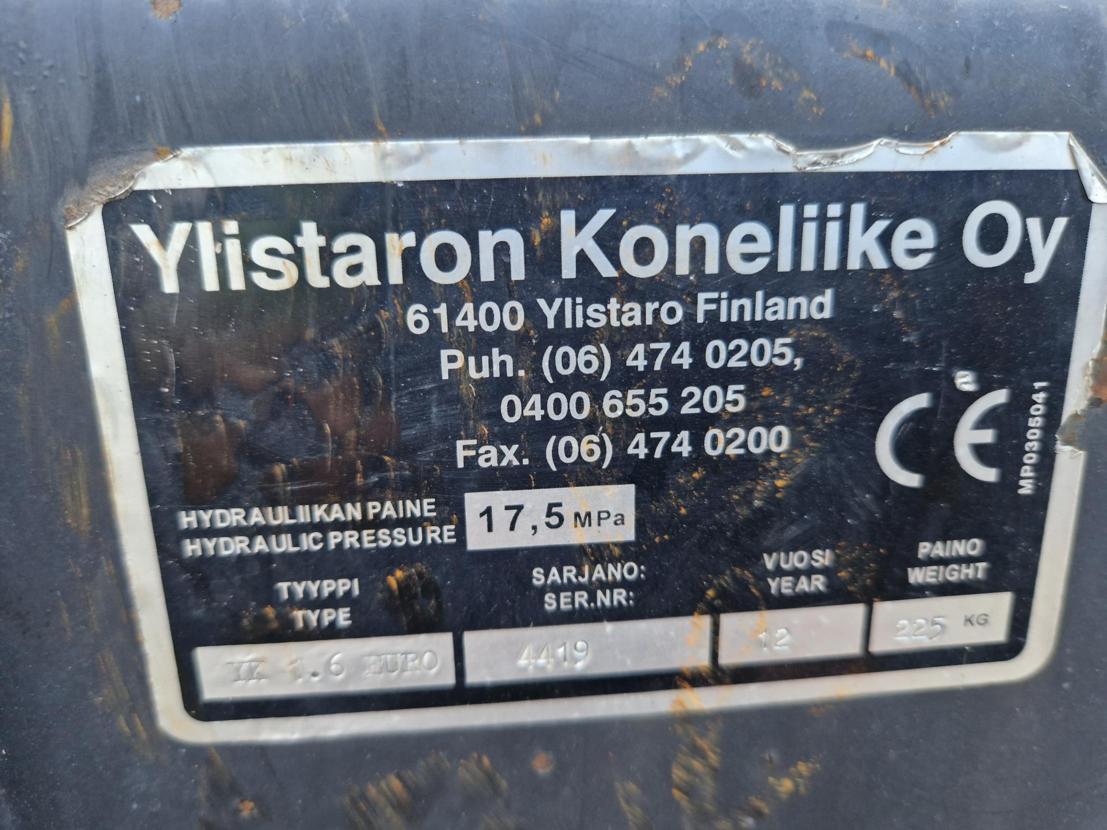 Ylistaron Koneliike Oy
61400 Ylistaro Finland
Puh. (06) 474 0205,
0400 655 205
Fax. (06) 474 0200
CE
MP0305041
HYDRAULIIKAN PAINE
HYDRAULIC PRESSURE
17,5 MPa
TYYPPI
TYPE
YK 1.6 EURO
SARJANO:
SER.NR:
4419
VUOSI
YEAR
12
PAINO
WEIGHT
225 KG